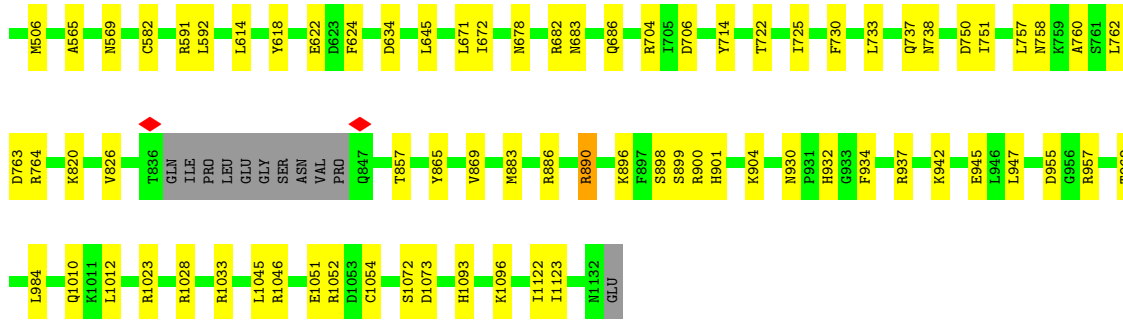 M506 A565 N569 C582 R591 L592 L614 Y618 E622 D623 F624 D634 L645 L671 I672 N678 R682 N683 Q686 R704 I705 D706 Y714 T722 I725 F730 L733 Q737 N738 D750 I751 L757 N758 K759 A760 S761 L762
D763 R764 K820 V826 T836 GLN ILE PRO LEU GLU GLY SER ASN VAL PRO Q847 T857 Y865 V869 M883 R886 R890 K896 F897 S898 S899 R900 H901 K904 N930 P931 H932 G933 F934 R937 K942 E945 L946 L947 D955 G956 R957
L984 Q1010 K1011 L1012 R1023 R1028 R1033 L1045 R1046 E1051 R1052 D1053 C1054 S1072 D1073 H1093 K1096 I1122 I1123 N1132 GLU